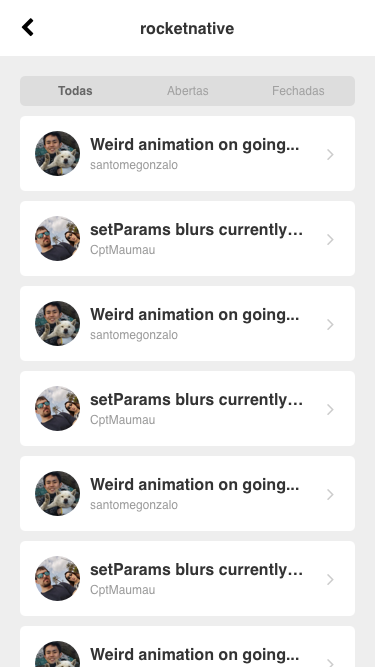 rocketnative
Todas Abertas Fechadas
Weird animation on going...
santomegonzalo
setParams blurs currently...
CptMaumau
Weird animation on going...
santomegonzalo
setParams blurs currently...
CptMaumau
Weird animation on going...
santomegonzalo
setParams blurs currently...
CptMaumau
Weird animation on going...